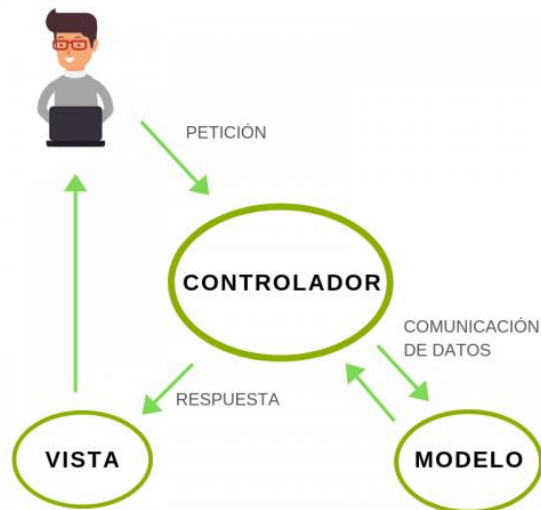 PETICIÓN
CONTROLADOR
COMUNICACIÓN
DE DATOS
RESPUESTA
VISTA
MODELO